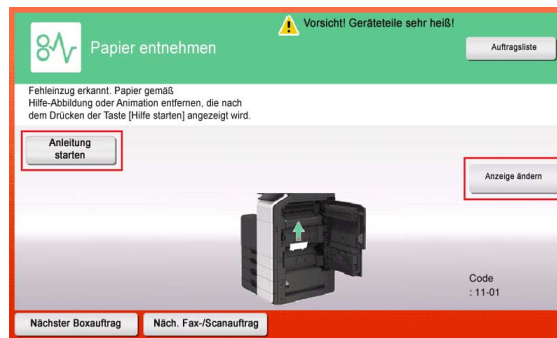 Vorsicht! Geräteteile sehr heiß!
Papier entnehmen
Auftragsliste
Fehleinzug erkannt. Papier gemäß
Hilfe-Abbildung oder Animation entfernen, die nach
dem Drücken der Taste [Hilfe starten] angezeigt wird.
Anleitung
starten
Anzeige ändern
Code
: 11-01
Nächster Boxauftrag
Näch. Fax-/Scanauftrag